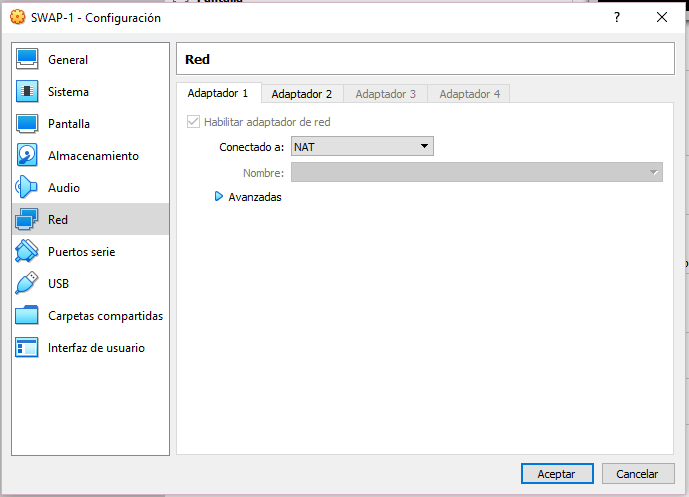 Pantalla
SWAP-1 - Configuración
?
General
Sistema
Pantalla
Almacenamiento
Audio
Red
Puertos serie
USB
Carpetas compartidas
Interfaz de usuario
Red
Adaptador 1 Adaptador 2 Adaptador 3 Adaptador 4
Habilitar adaptador de red
Conectado a: NAT
Nombre:
Avanzadas
Aceptar Cancelar